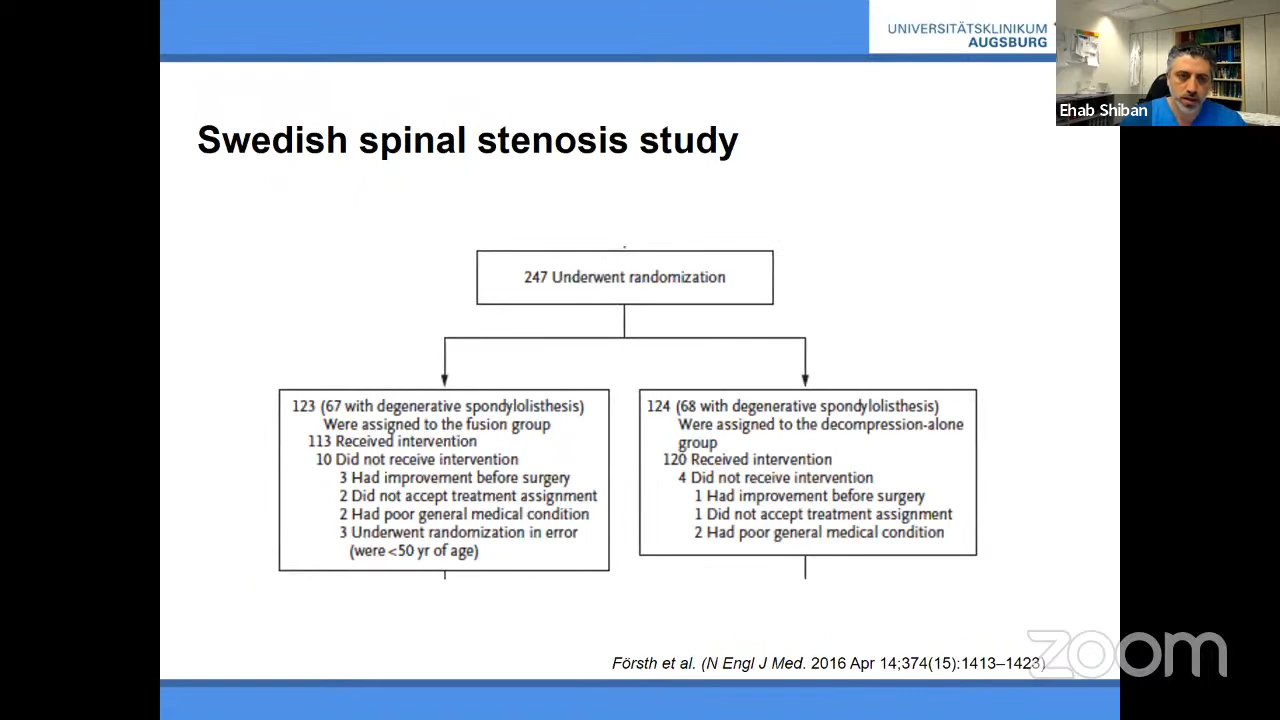 UNIVERSITÄTSKLINIKUM
AUGSBURG
Ehab Shiban
Swedish spinal stenosis study
247 Underwent randomization
123 (67 with degenerative spondylolisthesis)
Were assigned to the fusion group
113 Received intervention
10 Did not receive intervention
3 Had improvement before surgery
2 Did not accept treatment assignment
2 Had poor general medical condition
3 Underwent randomization in error
(were <50 yr of age)
124 (68 with degenerative spondylolisthesis)
Were assigned to the decompression-alone
group
120 Received intervention
4 Did not receive intervention
1 Had improvement before surgery
1 Did not accept treatment assignment
2 Had poor general medical condition
Försth et al. (N Engl J Med. 2016 Apr 14;374(15):1413–1423)
zoom